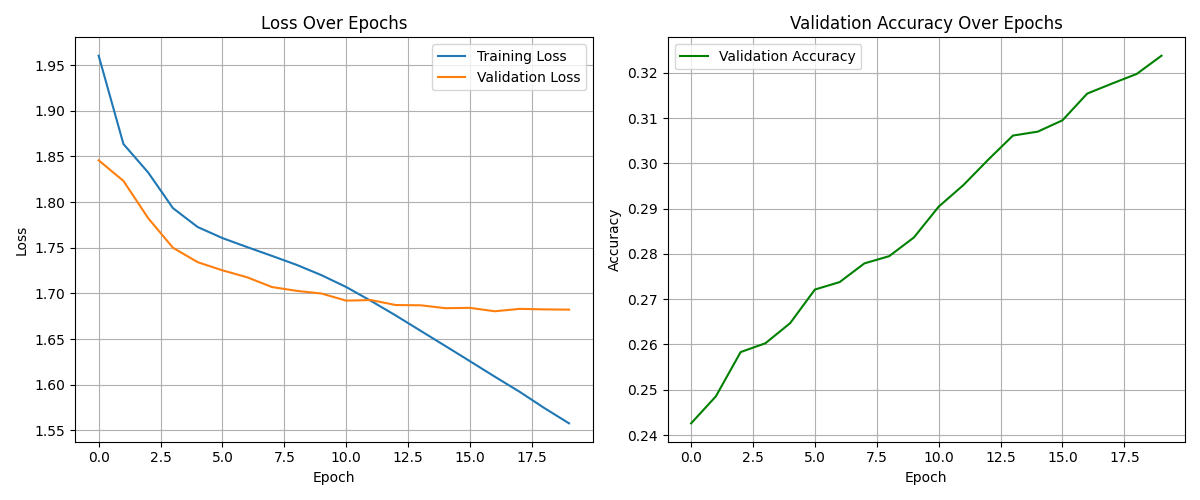 Loss Over Epochs
Training Loss
Validation Loss
1.95
1.90
1.85
1.80
1.75
1.70
1.65
1.60
1.55
Loss
0.0 2.5 5.0 7.5 10.0 12.5 15.0 17.5
Epoch
Validation Accuracy Over Epochs
Validation Accuracy
0.32
0.31
0.30
0.29
0.28
0.27
0.26
0.25
0.24
Accuracy
0.0 2.5 5.0 7.5 10.0 12.5 15.0 17.5
Epoch